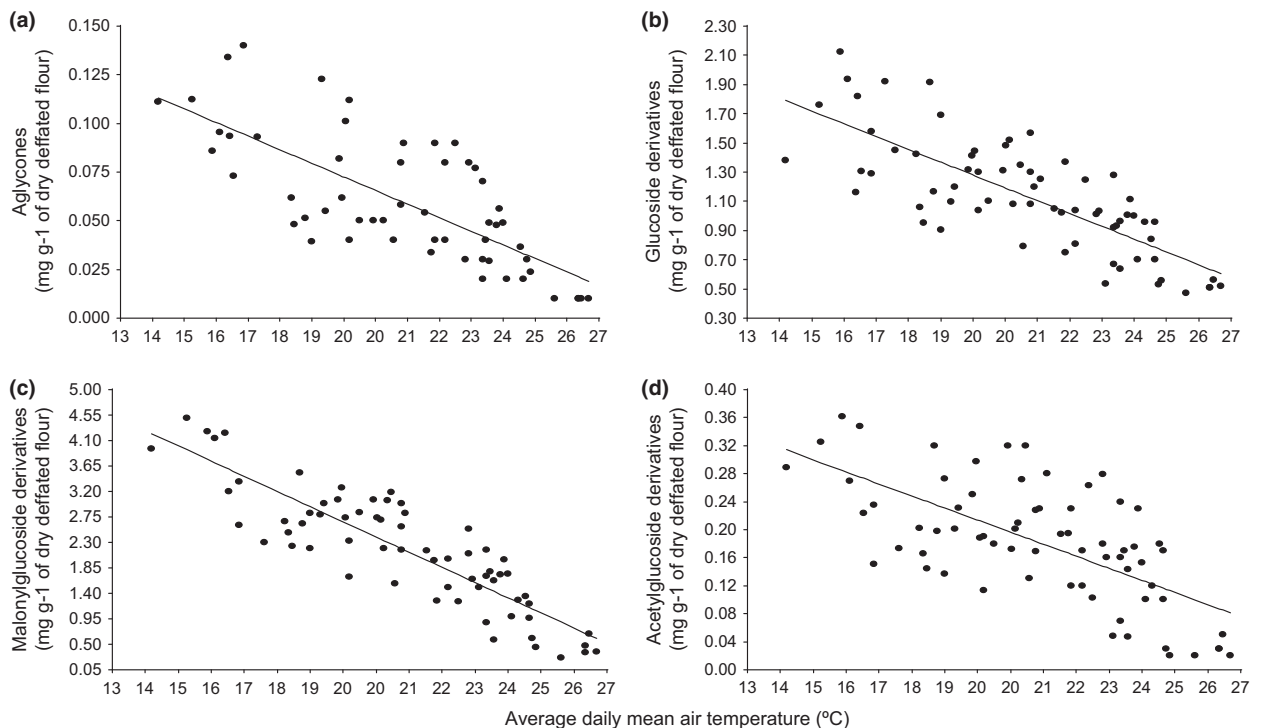 (a)
Aglycones
(mg g-1 of dry deffated flour)
0.150
0.125
0.100
0.075
0.050
0.025
0.000
13 14 15 16 17 18 19 20 20 21 22 23 24 25 26 27
(b)
Glucoside derivatives
(mg g-1 of dry deffated flour)
2.30
2.10
1.90
1.70
1.50
1.30
1.10
0.90
0.70
0.50
0.30
13 14 15 16 17 18 19 20 20 21 22 23 24 25 26 27
(c)
Malonylglucoside derivatives
(mg g-1 of dry deffated flour)
5.00
4.55
4.10
3.65
3.20
2.75
2.30
1.85
1.40
0.95
0.50
0.05
13 14 15 16 17 18 19 20 20 21 22 23 24 25 26 27
(d)
Acetylglucoside derivatives
(mg g-1 of dry deffated flour)
0.40
0.36
0.32
0.28
0.24
0.20
0.16
0.12
0.08
0.04
0.00
13 14 15 16 17 18 19 20 20 21 22 23 24 25 26 27
Average daily mean air temperature (ºC)